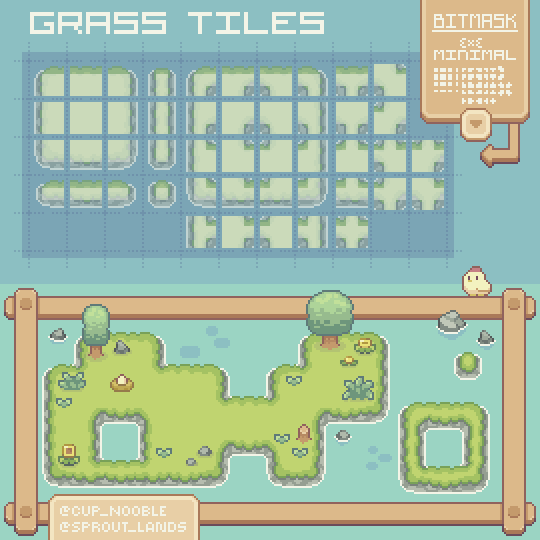 GRASS TILES
BITMASK
3X3
MINIMAL
@CUP_NOOBLE
@SPROUT_LANDS